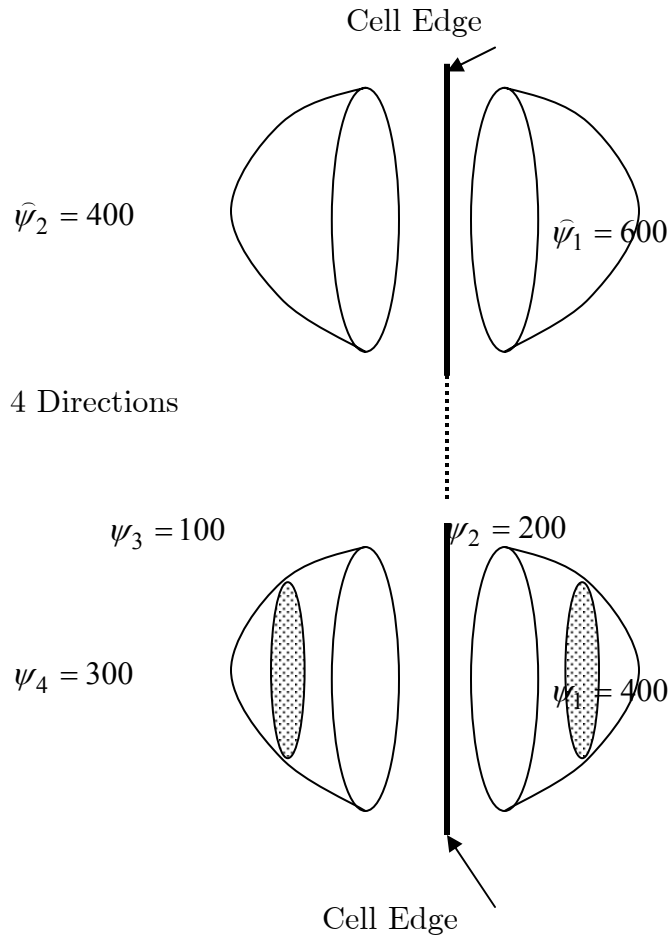 Cell Edge
ψ̂₂ = 400
ψ̂₁ = 600
4 Directions
ψ₃ = 100
ψ₂ = 200
ψ₄ = 300
ψ₁ = 400
Cell Edge